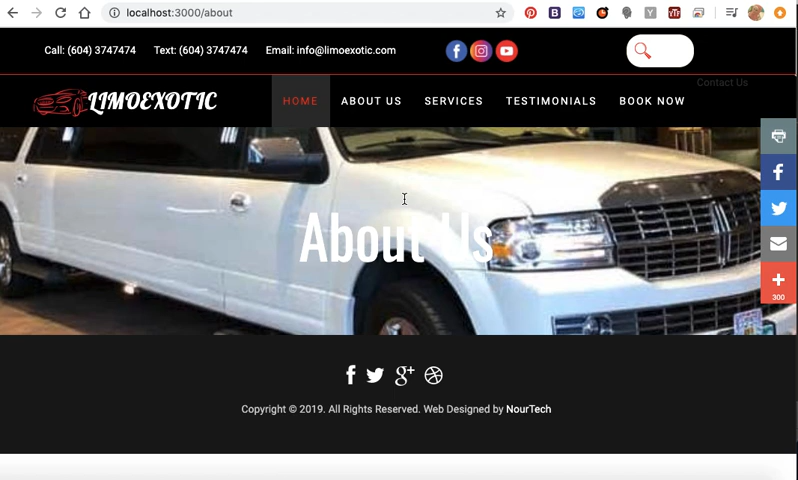 localhost:3000/about
Call: (604) 3747474 Text: (604) 3747474 Email: info@limoexotic.com
Contact Us
LIMOEXOTIC
HOME ABOUT US SERVICES TESTIMONIALS BOOK NOW
About Us
300
Copyright © 2019. All Rights Reserved. Web Designed by NourTech